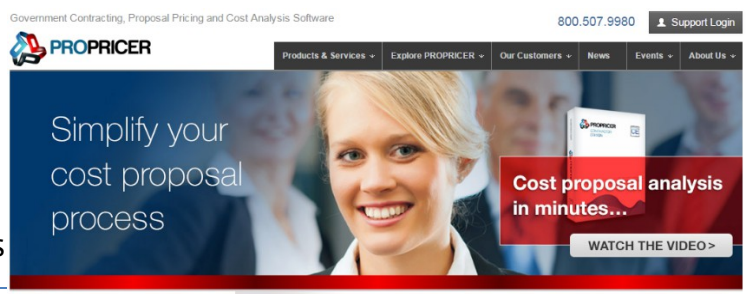 Government Contracting, Proposal Pricing and Cost Analysis Software
800.507.9980
Support Login
PROPRICER
Products & Services
Explore PROPRICER
Our Customers
News
Events
About Us
Simplify your
cost proposal
process
PROPRICER
Cost proposal analysis
in minutes...
WATCH THE VIDEO >
s